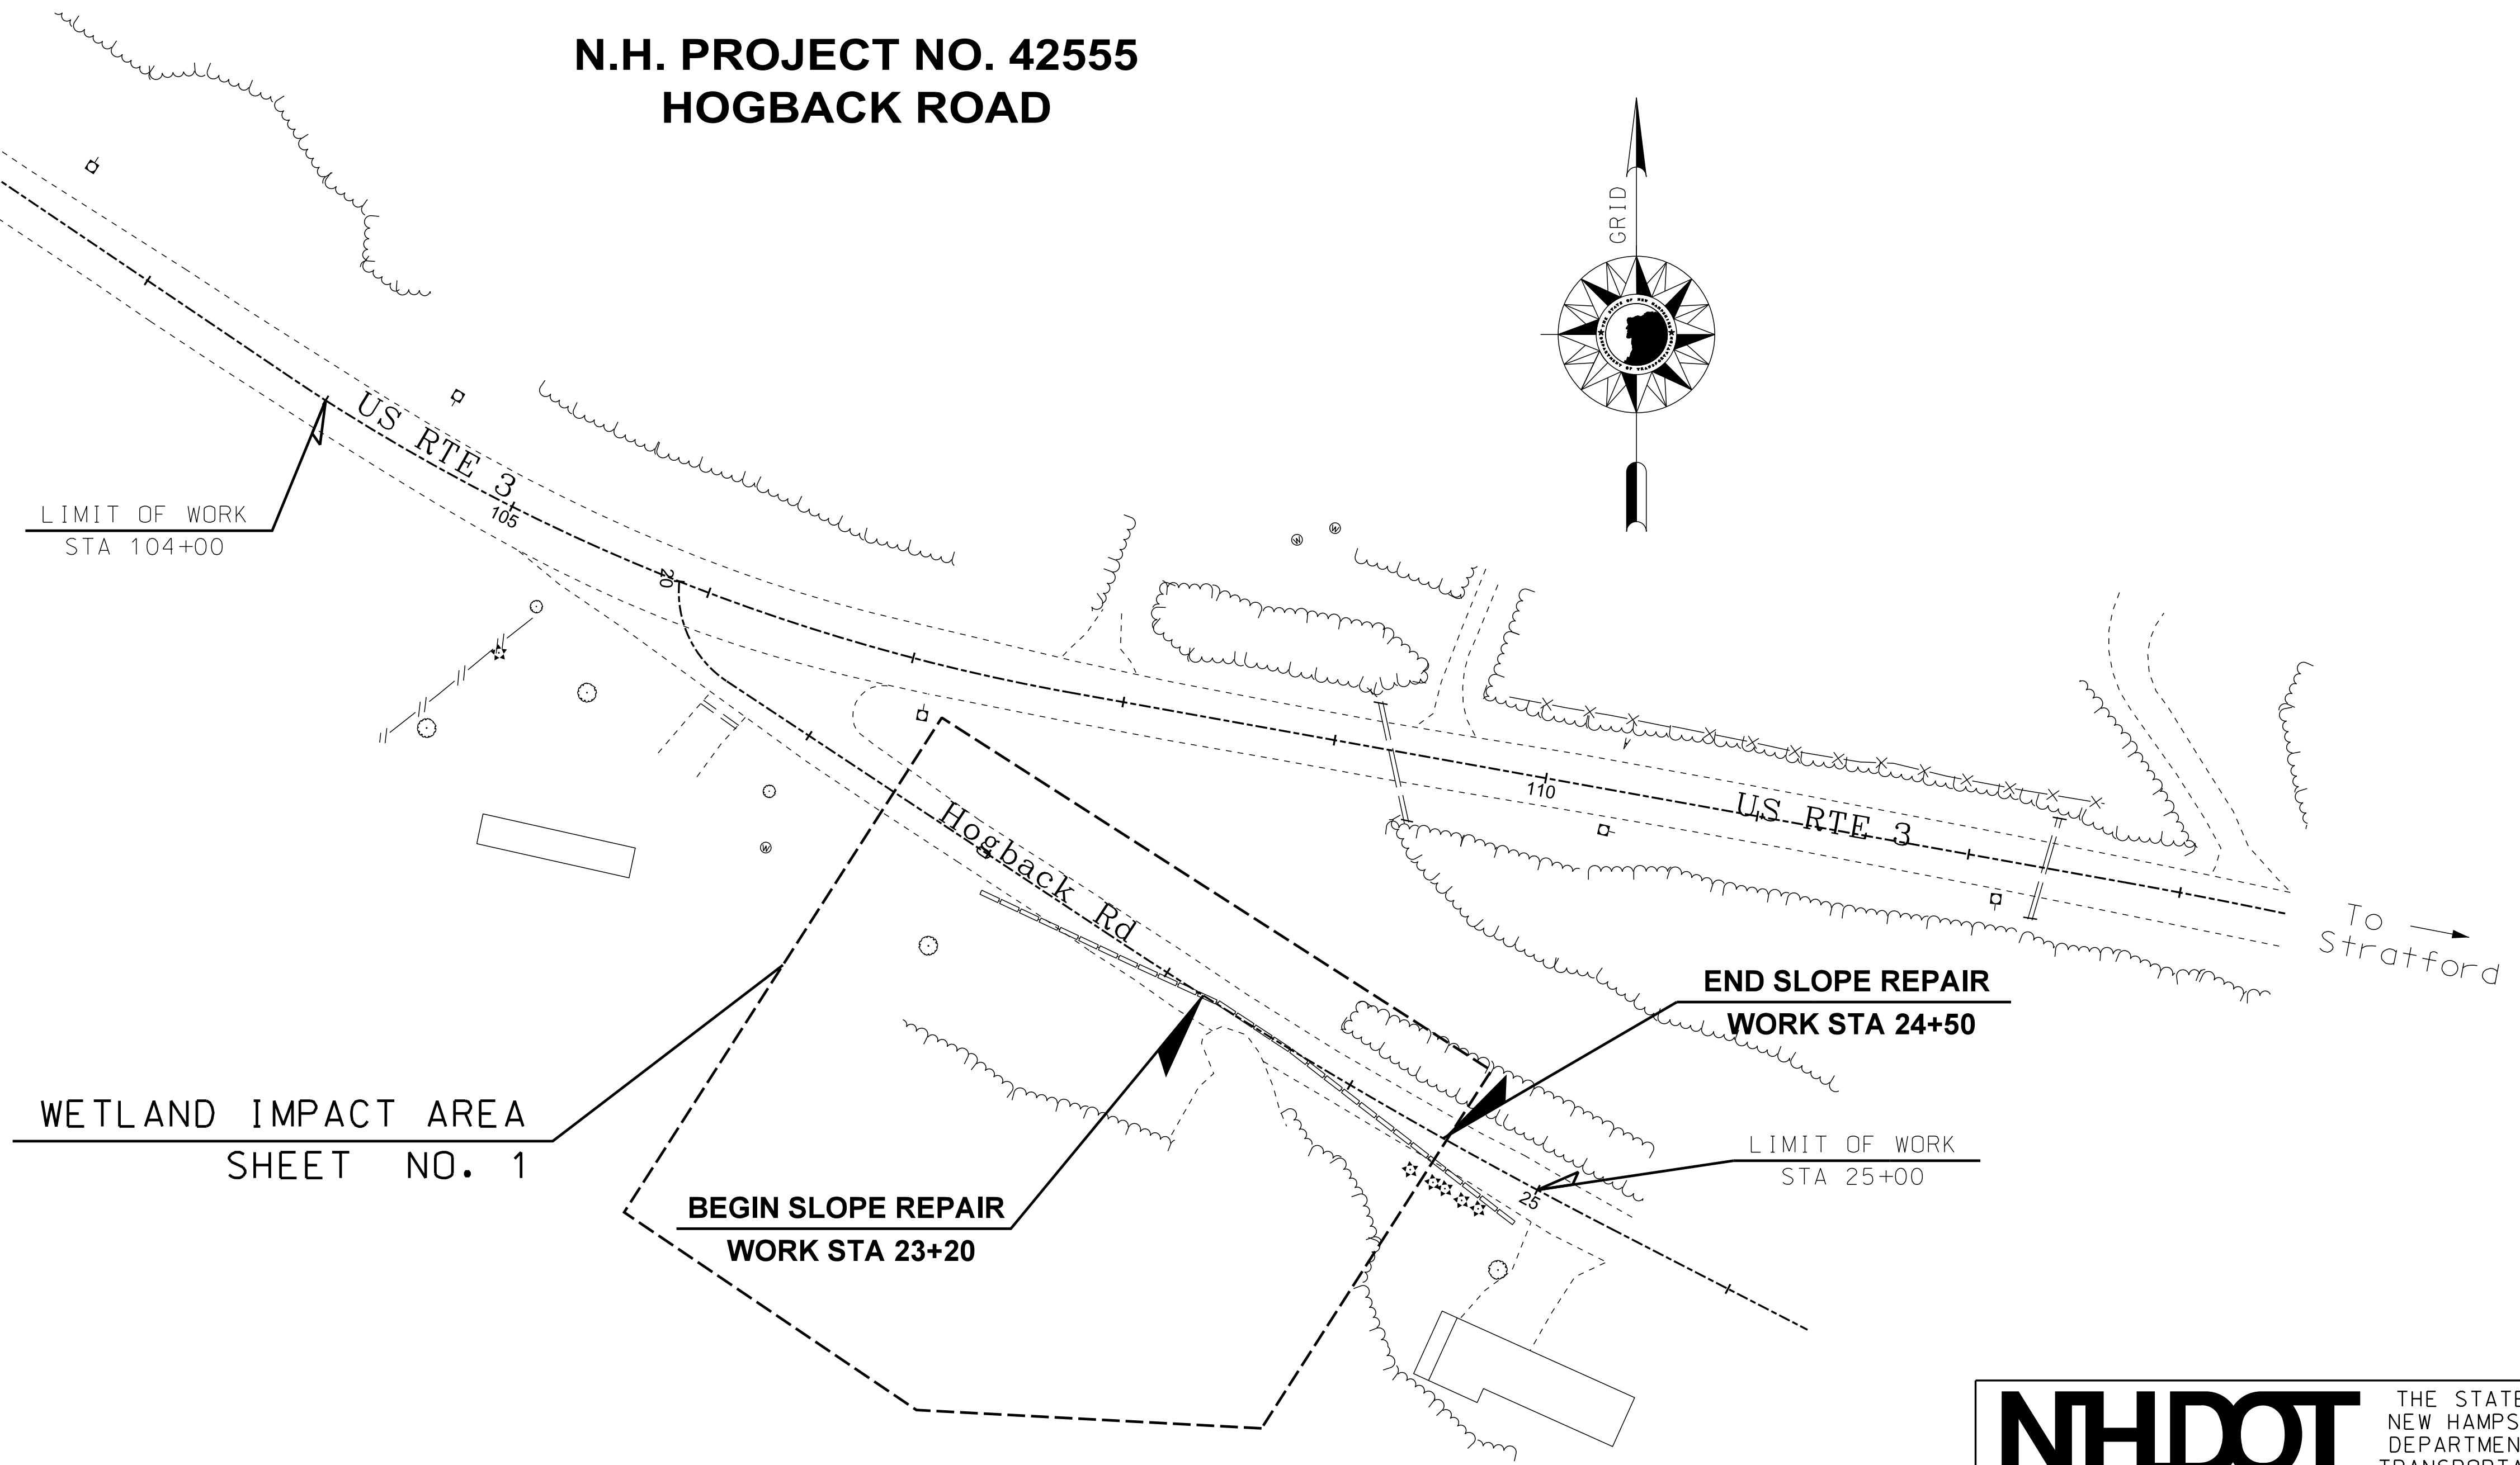 N.H. PROJECT NO. 42555
HOGBACK ROAD
GRID
US RTE 3
105
LIMIT OF WORK
STA 104+00
20
W
W
110
US RTE 3
Hogback Rd
W
To
Stratford
END SLOPE REPAIR
WORK STA 24+50
WETLAND IMPACT AREA
SHEET NO. 1
LIMIT OF WORK
STA 25+00
25
BEGIN SLOPE REPAIR
WORK STA 23+20
NHDOT
THE STATE
NEW HAMPS
DEPARTMEN